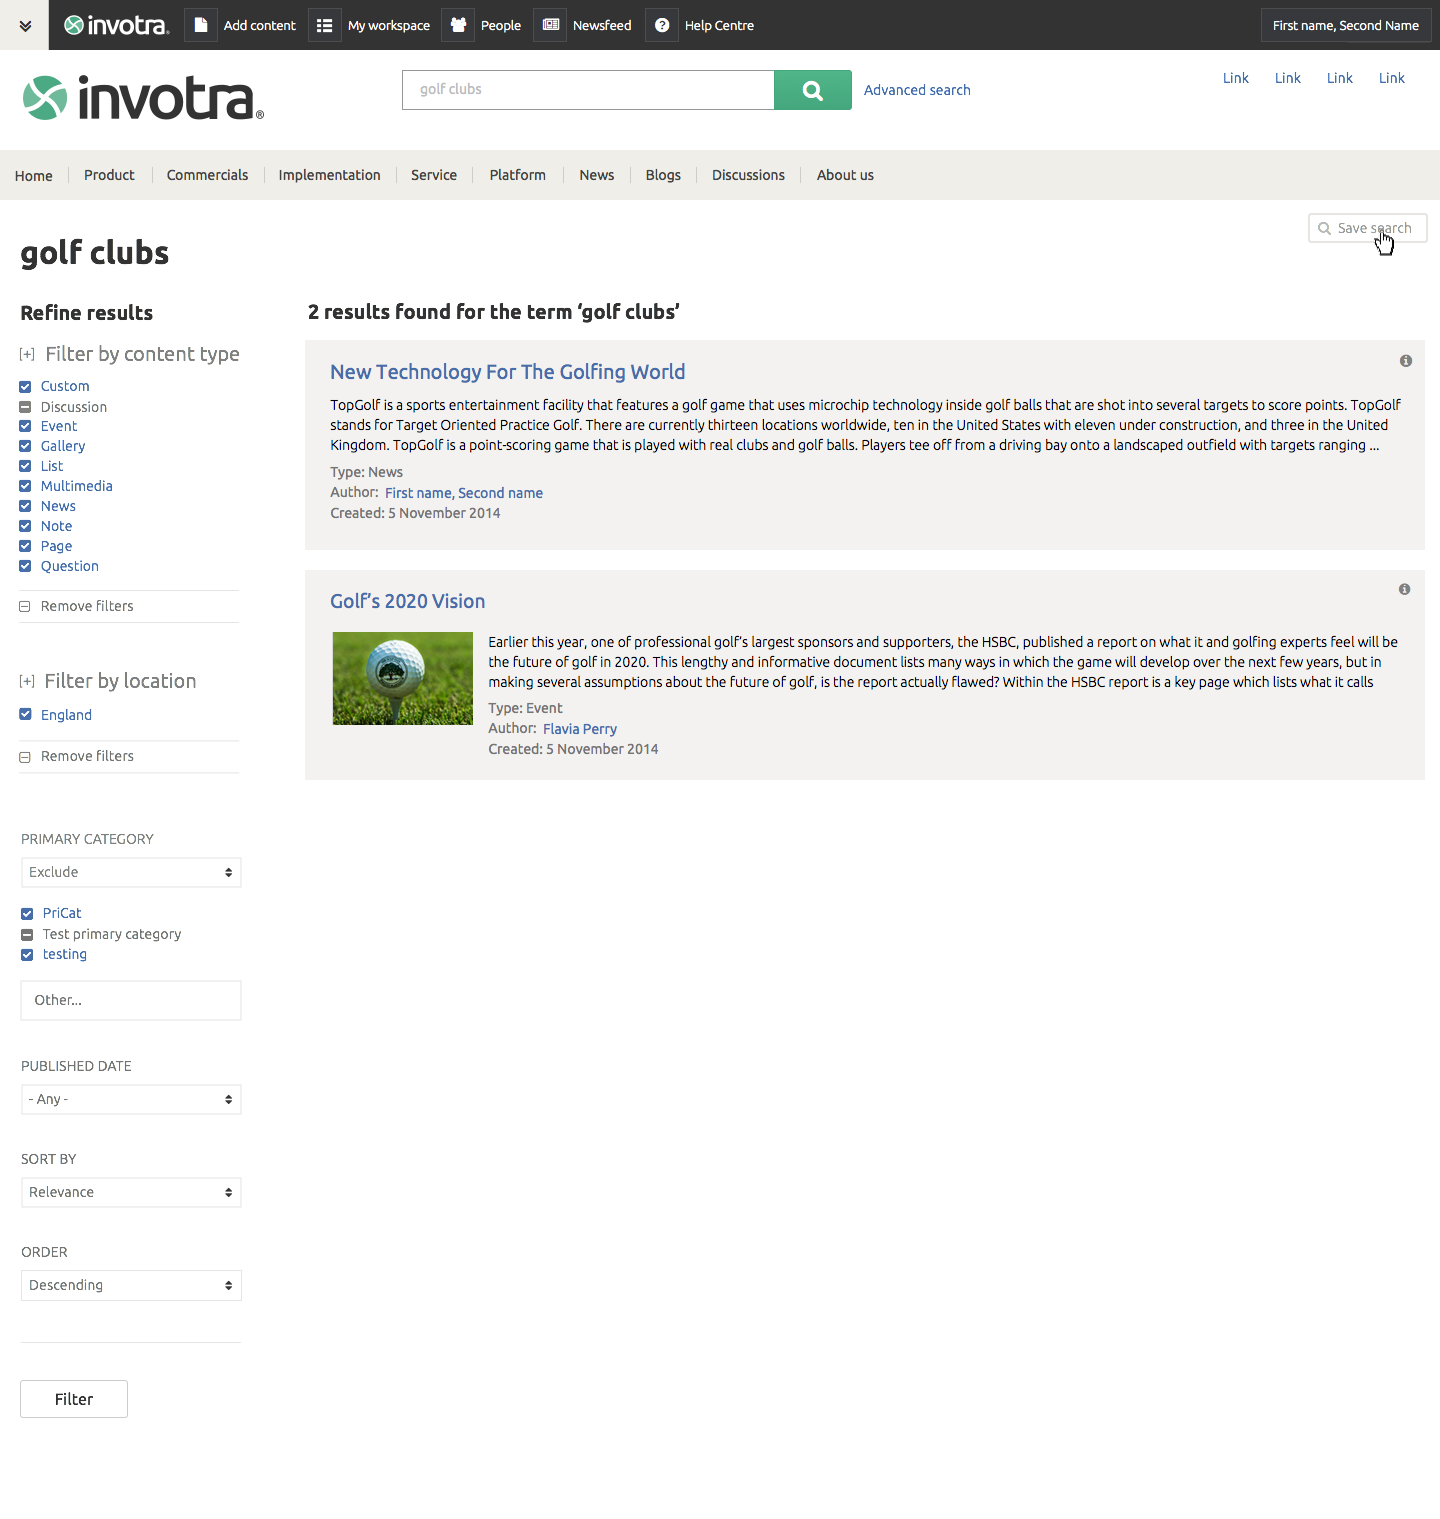 invotra
Add content
My workspace
People
Newsfeed
Help Centre
First name, Second Name
invotra®
golf clubs
Advanced search
Link
Link
Link
Link
Home
Product
Commercials
Implementation
Service
Platform
News
Blogs
Discussions
About us
Save search
golf clubs
Refine results
[+] Filter by content type
Custom
Discussion
Event
Gallery
List
Multimedia
News
Note
Page
Question
Remove filters
[+] Filter by location
England
Remove filters
PRIMARY CATEGORY
Exclude
PriCat
Test primary category
testing
Other...
PUBLISHED DATE
- Any -
SORT BY
Relevance
ORDER
Descending
Filter
2 results found for the term ‘golf clubs’
New Technology For The Golfing World
TopGolf is a sports entertainment facility that features a golf game that uses microchip technology inside golf balls that are shot into several targets to score points. TopGolf
stands for Target Oriented Practice Golf. There are currently thirteen locations worldwide, ten in the United States with eleven under construction, and three in the United
Kingdom. TopGolf is a point-scoring game that is played with real clubs and golf balls. Players tee off from a driving bay onto a landscaped outfield with targets ranging ...
Type: News
Author: First name, Second name
Created: 5 November 2014
Golf’s 2020 Vision
Earlier this year, one of professional golf’s largest sponsors and supporters, the HSBC, published a report on what it and golfing experts feel will be
the future of golf in 2020. This lengthy and informative document lists many ways in which the game will develop over the next few years, but in
making several assumptions about the future of golf, is the report actually flawed? Within the HSBC report is a key page which lists what it calls
Type: Event
Author: Flavia Perry
Created: 5 November 2014